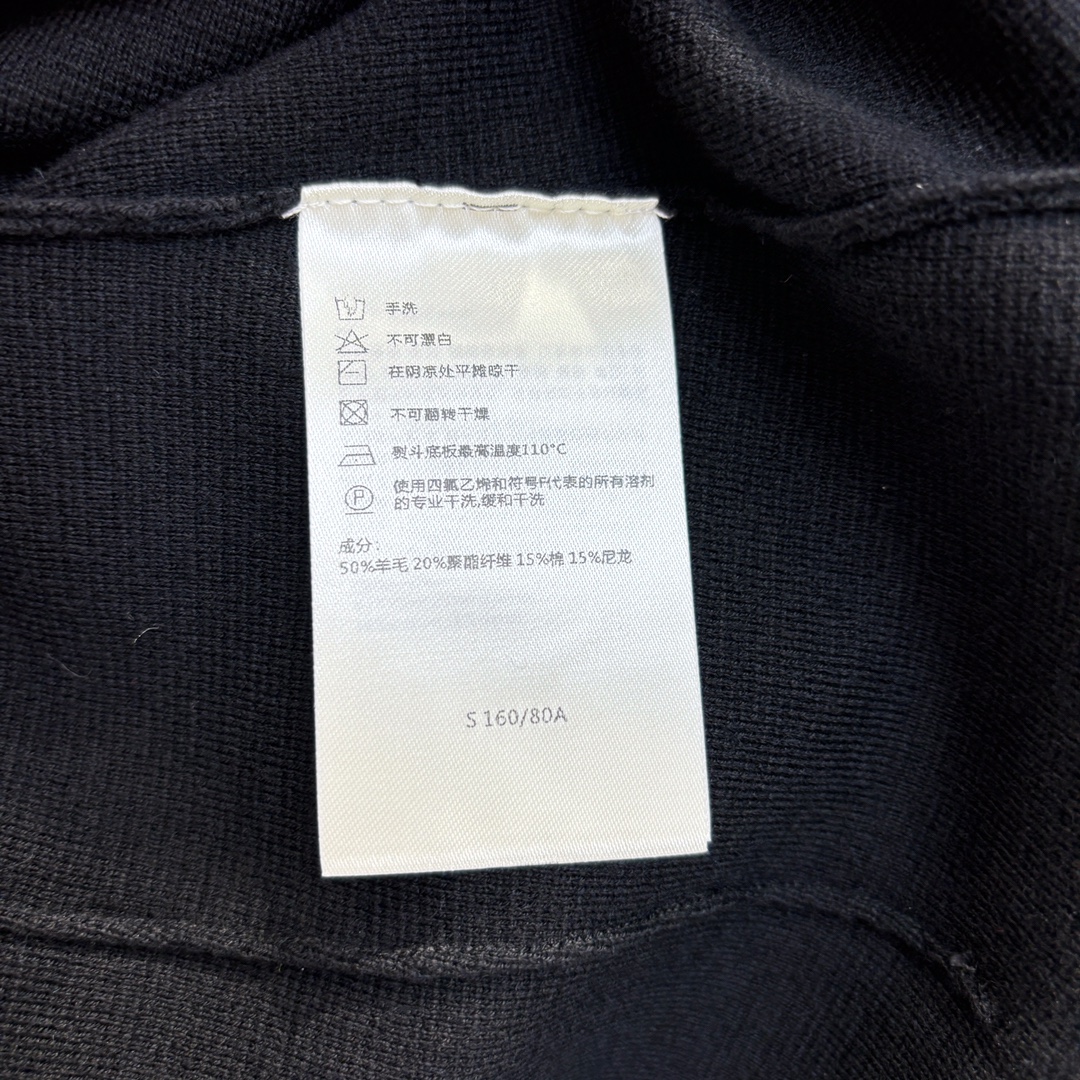 手洗
不可漂白
在阴凉处平摊晾干
不可翻转干燥
熨斗底板最高温度110°C
P
使用四氯乙烯和符号F代表的所有溶剂
的专业干洗,缓和干洗
成分:
50%羊毛 20%聚酯纤维 15%棉 15%尼龙
S 160/80A